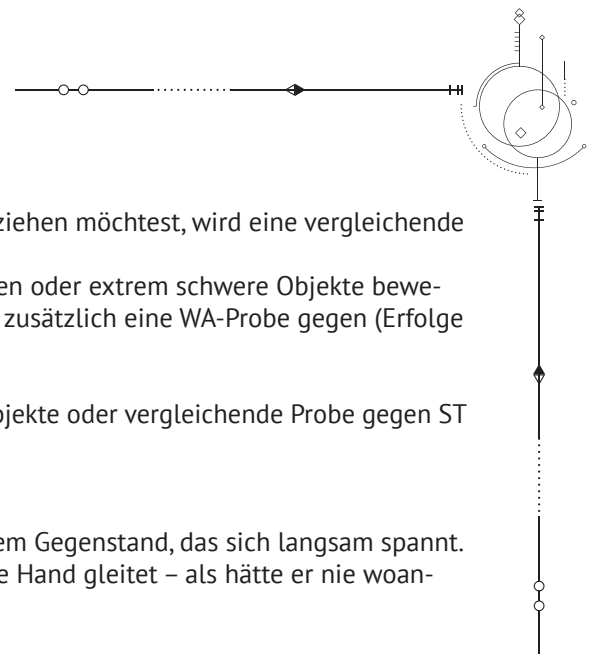 ziehen möchtest, wird eine vergleichende
en oder extrem schwere Objekte bewe-
zusätzlich eine WA-Probe gegen (Erfolge
bjekte oder vergleichende Probe gegen ST
em Gegenstand, das sich langsam spannt.
e Hand gleitet – als hätte er nie woan-